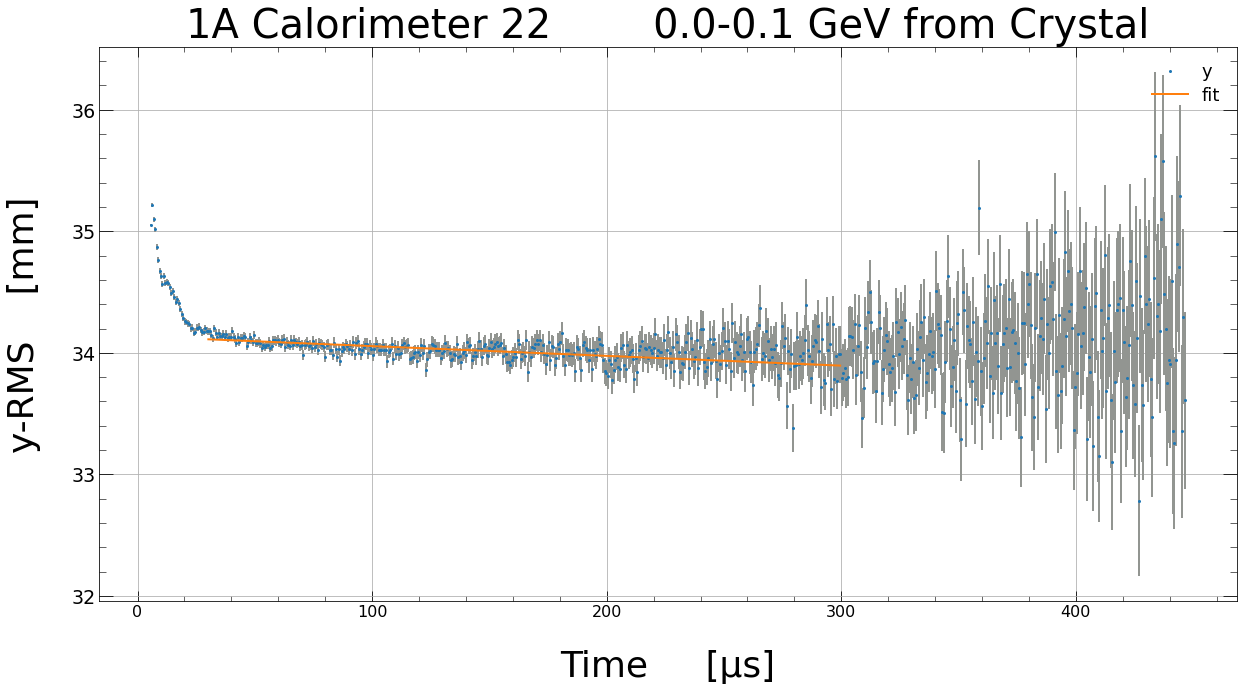 1A Calorimeter 22 0.0-0.1 GeV from Crystal
y
fit
36
35
34
33
32
y-RMS [mm]
0 100 200 300 400
Time [μs]